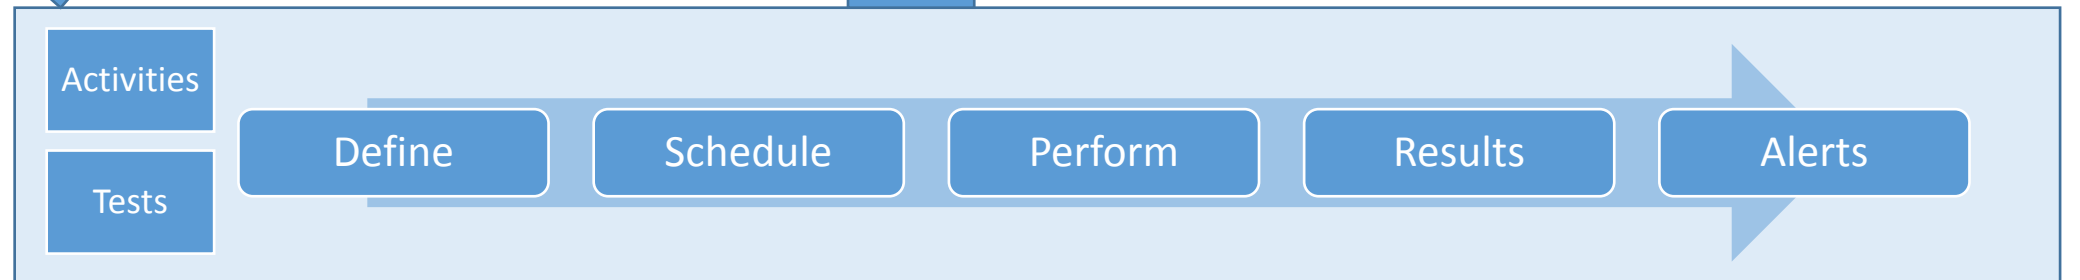 Activities
Tests
Define
Schedule
Perform
Results
Alerts